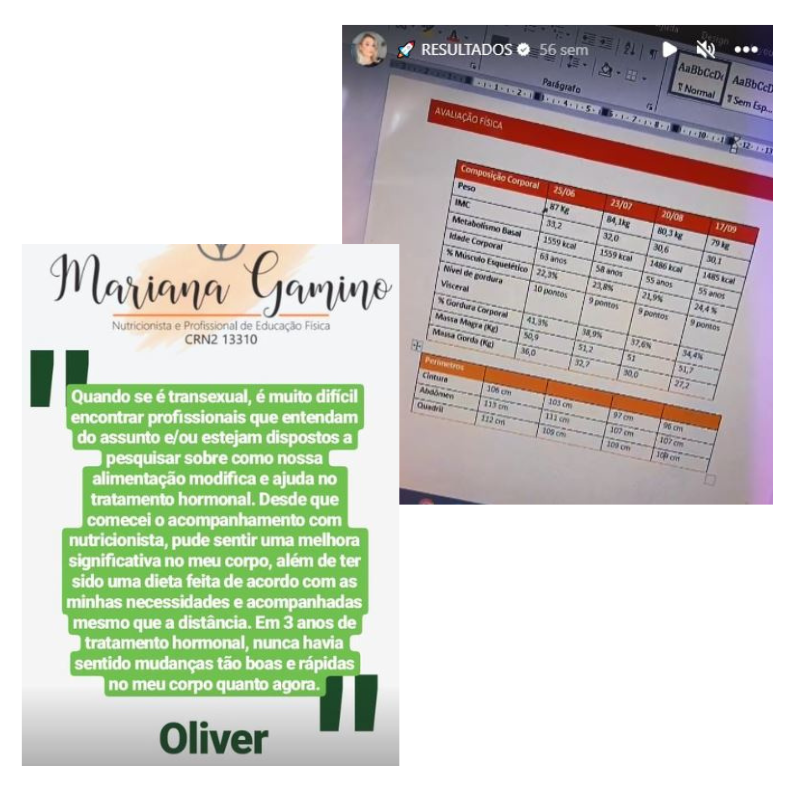 RESULTADOS 56 sem
Parágrafo
AaBbCcDc AaBbCcD
¶ Normal ¶ Sem Esp...
AVALIAÇÃO FÍSICA
Composição Corporal 25/06 23/07 20/08 17/09
Peso 87 Kg 84,1kg 80,3 kg 79 kg
IMC 33,2 32,0 30,6 30,1
Metabolismo Basal 1559 kcal 1559 kcal 1486 kcal 1485 kcal
Idade Corporal 63 anos 58 anos 55 anos 55 anos
% Músculo Esquelético 22,3% 23,8% 21,9% 24,4 %
Nível de gordura Visceral 10 pontos 9 pontos 9 pontos 9 pontos
% Gordura Corporal 41,3% 38,9% 37,6% 34,4%
Massa Magra (Kg) 50,9 51,2 51 51,7
Massa Gorda (Kg) 36,0 32,7 30,0 27,2
Perímetros
Cintura 106 cm 103 cm 97 cm 96 cm
Abdômen 113 cm 111 cm 107 cm 107 cm
Quadril 112 cm 109 cm 109 cm 108 cm
Mariana Gamino
Nutricionista e Profissional de Educação Física
CRN2 13310
"
Quando se é transexual, é muito difícil
encontrar profissionais que entendam
do assunto e/ou estejam dispostos a
pesquisar sobre como nossa
alimentação modifica e ajuda no
tratamento hormonal. Desde que
comecei o acompanhamento com
nutricionista, pude sentir uma melhora
significativa no meu corpo, além de ter
sido uma dieta feita de acordo com as
minhas necessidades e acompanhadas
mesmo que a distância. Em 3 anos de
tratamento hormonal, nunca havia
sentido mudanças tão boas e rápidas
no meu corpo quanto agora.
"
Oliver